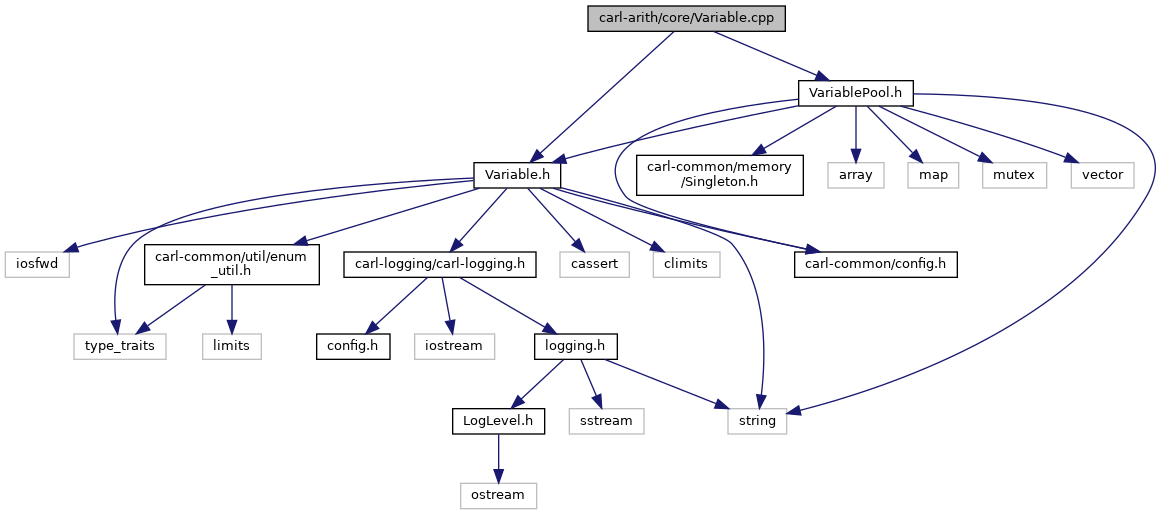 carl-arith/core/Variable.cpp
VariablePool.h
Variable.h
carl-common/memory
/Singleton.h
array
map
mutex
vector
iosfwd
carl-common/util/enum
_util.h
carl-logging/carl-logging.h
cassert
climits
carl-common/config.h
type_traits
limits
config.h
iostream
logging.h
LogLevel.h
sstream
string
ostream